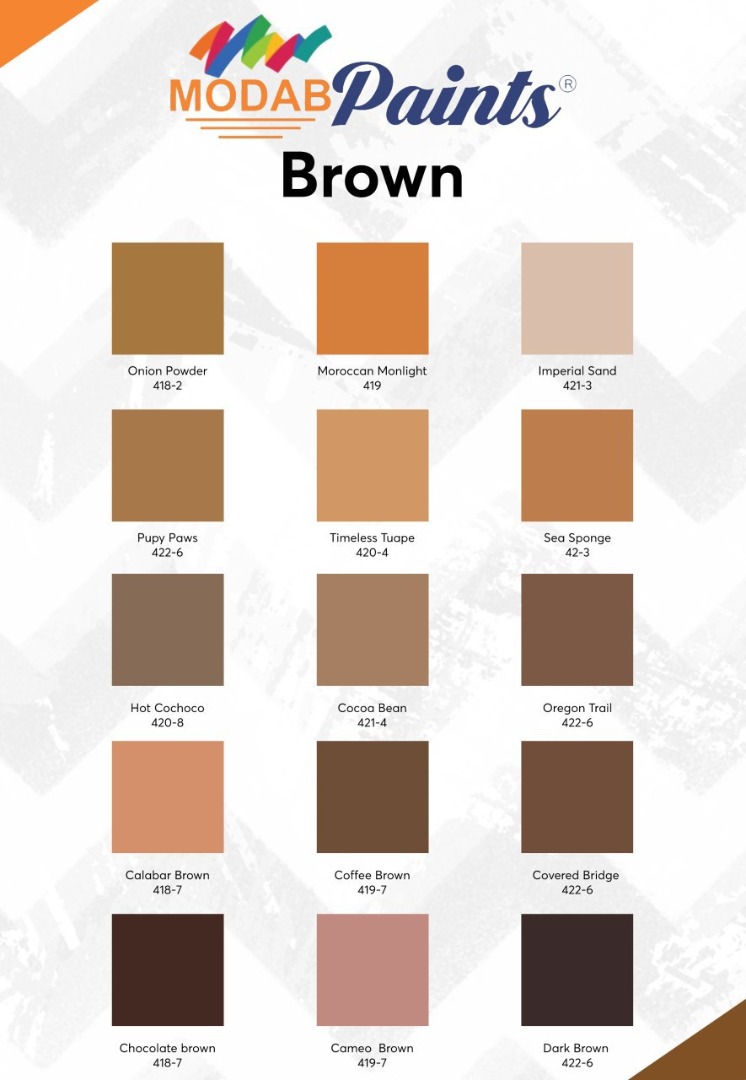 MODAB Paints ®
Brown
Onion Powder
418-2
Moroccan Monlight
419
Imperial Sand
421-3
Pupy Paws
422-6
Timeless Tuape
420-4
Sea Sponge
42-3
Hot Cochoco
420-8
Cocoa Bean
421-4
Oregon Trail
422-6
Calabar Brown
418-7
Coffee Brown
419-7
Covered Bridge
422-6
Chocolate brown
418-7
Cameo Brown
419-7
Dark Brown
422-6